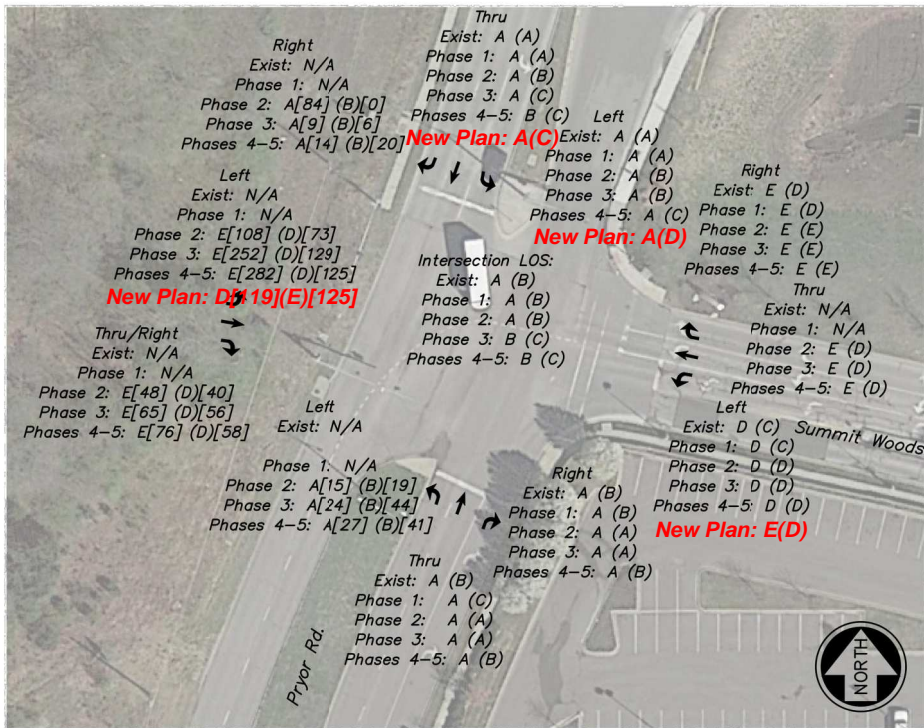 Thru
Exist: A (A)
Phase 1: A (A)
Phase 2: A (B)
Phase 3: A (C)
Phases 4-5: B (C)
New Plan: A(C)
Right
Exist: N/A
Phase 1: N/A
Phase 2: A[84] (B)[0]
Phase 3: A[9] (B)[6]
Phases 4-5: A[14] (B)[20]
Left
Exist: A (A)
Phase 1: A (A)
Phase 2: A (B)
Phase 3: A (B)
Phases 4-5: A (C)
New Plan: A(D)
Right
Exist: E (D)
Phase 1: E (D)
Phase 2: E (E)
Phase 3: E (E)
Phases 4-5: E (E)
Left
Exist: N/A
Phase 1: N/A
Phase 2: E[108] (D)[73]
Phase 3: E[252] (D)[129]
Phases 4-5: E[282] (D)[125]
New Plan: D[419](E)[125]
Intersection LOS:
Exist: A (B)
Phase 1: A (B)
Phase 2: A (B)
Phase 3: B (C)
Phases 4-5: B (C)
Thru
Exist: N/A
Phase 1: N/A
Phase 2: E (D)
Phase 3: E (D)
Phases 4-5: E (D)
Thru/Right
Exist: N/A
Phase 1: N/A
Phase 2: E[48] (D)[40]
Phase 3: E[65] (D)[56]
Phases 4-5: E[76] (D)[58]
Left
Exist: D (C)
Phase 1: D (C)
Phase 2: D (D)
Phase 3: D (D)
Phases 4-5: D (D)
New Plan: E(D)
Summit Woods
Left
Exist: N/A
Phase 1: N/A
Phase 2: A[15] (B)[19]
Phase 3: A[24] (B)[44]
Phases 4-5: A[27] (B)[41]
Right
Exist: A (B)
Phase 1: A (B)
Phase 2: A (A)
Phase 3: A (A)
Phases 4-5: A (B)
Thru
Exist: A (B)
Phase 1: A (C)
Phase 2: A (A)
Phase 3: A (A)
Phases 4-5: A (B)
Pryor Rd.
NORTH